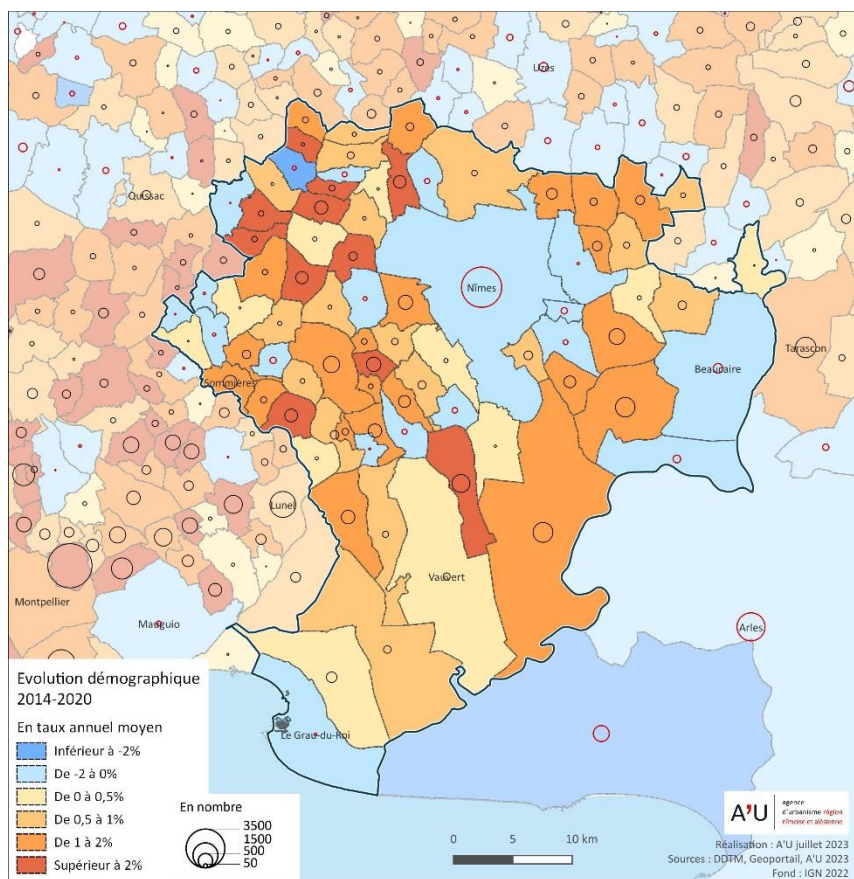 Uzès
Quissac
Nîmes
Tarascon
Beaucaire
Sommières
Lunel
Vauvert
Montpellier
Mauguio
Arles
Le Grau-du-Roi
Evolution démographique
2014-2020
En taux annuel moyen
Inférieur à -2%
De -2 à 0%
De 0 à 0,5%
De 0,5 à 1%
De 1 à 2%
Supérieur à 2%
En nombre
3500
1500
500
50
0 5 10 km
A'U
agence
d'urbanisme région
nîmoise et alésienne
Réalisation : A'U juillet 2023
Sources : DDTM, Geoportail, A'U 2023
Fond : IGN 2022